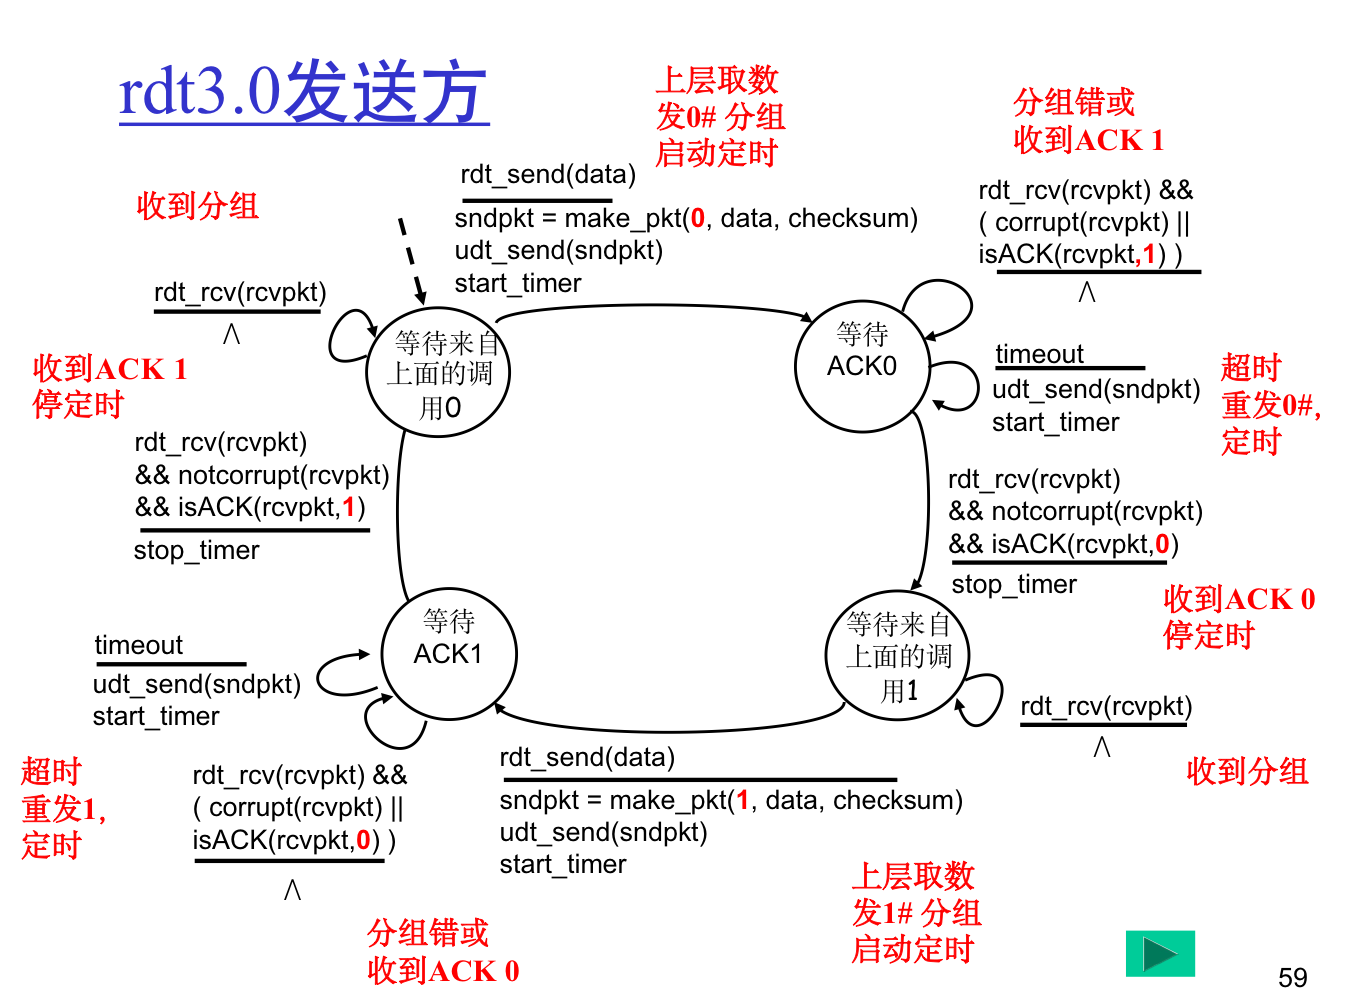 rdt3.0发送方
上层取数
发0# 分组
启动定时
分组错或
收到ACK 1
收到分组
rdt_send(data)
sndpkt = make_pkt(0, data, checksum)
udt_send(sndpkt)
start_timer
rdt_rcv(rcvpkt) &&
( corrupt(rcvpkt) ||
isACK(rcvpkt,1) )
Λ
rdt_rcv(rcvpkt)
Λ
等待来自
上面的调
用0
等待
ACK0
timeout
udt_send(sndpkt)
start_timer
超时
重发0#,
定时
收到ACK 1
停定时
rdt_rcv(rcvpkt)
&& notcorrupt(rcvpkt)
&& isACK(rcvpkt,1)
stop_timer
rdt_rcv(rcvpkt)
&& notcorrupt(rcvpkt)
&& isACK(rcvpkt,0)
stop_timer
收到ACK 0
停定时
等待
ACK1
等待来自
上面的调
用1
timeout
udt_send(sndpkt)
start_timer
rdt_rcv(rcvpkt)
Λ
收到分组
超时
重发1,
定时
rdt_rcv(rcvpkt) &&
( corrupt(rcvpkt) ||
isACK(rcvpkt,0) )
Λ
rdt_send(data)
sndpkt = make_pkt(1, data, checksum)
udt_send(sndpkt)
start_timer
上层取数
发1# 分组
启动定时
分组错或
收到ACK 0
59